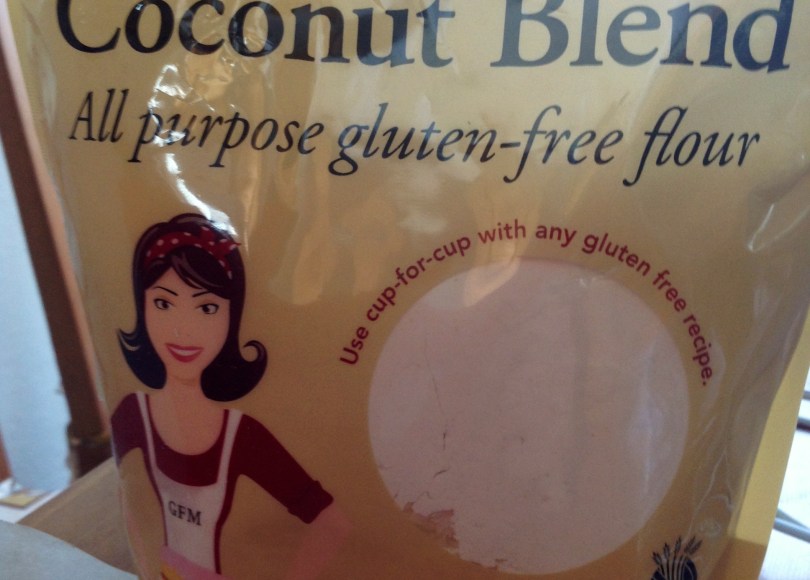 Coconut Blend
All purpose gluten-free flour
Use cup-for-cup with any gluten free recipe.
GFM